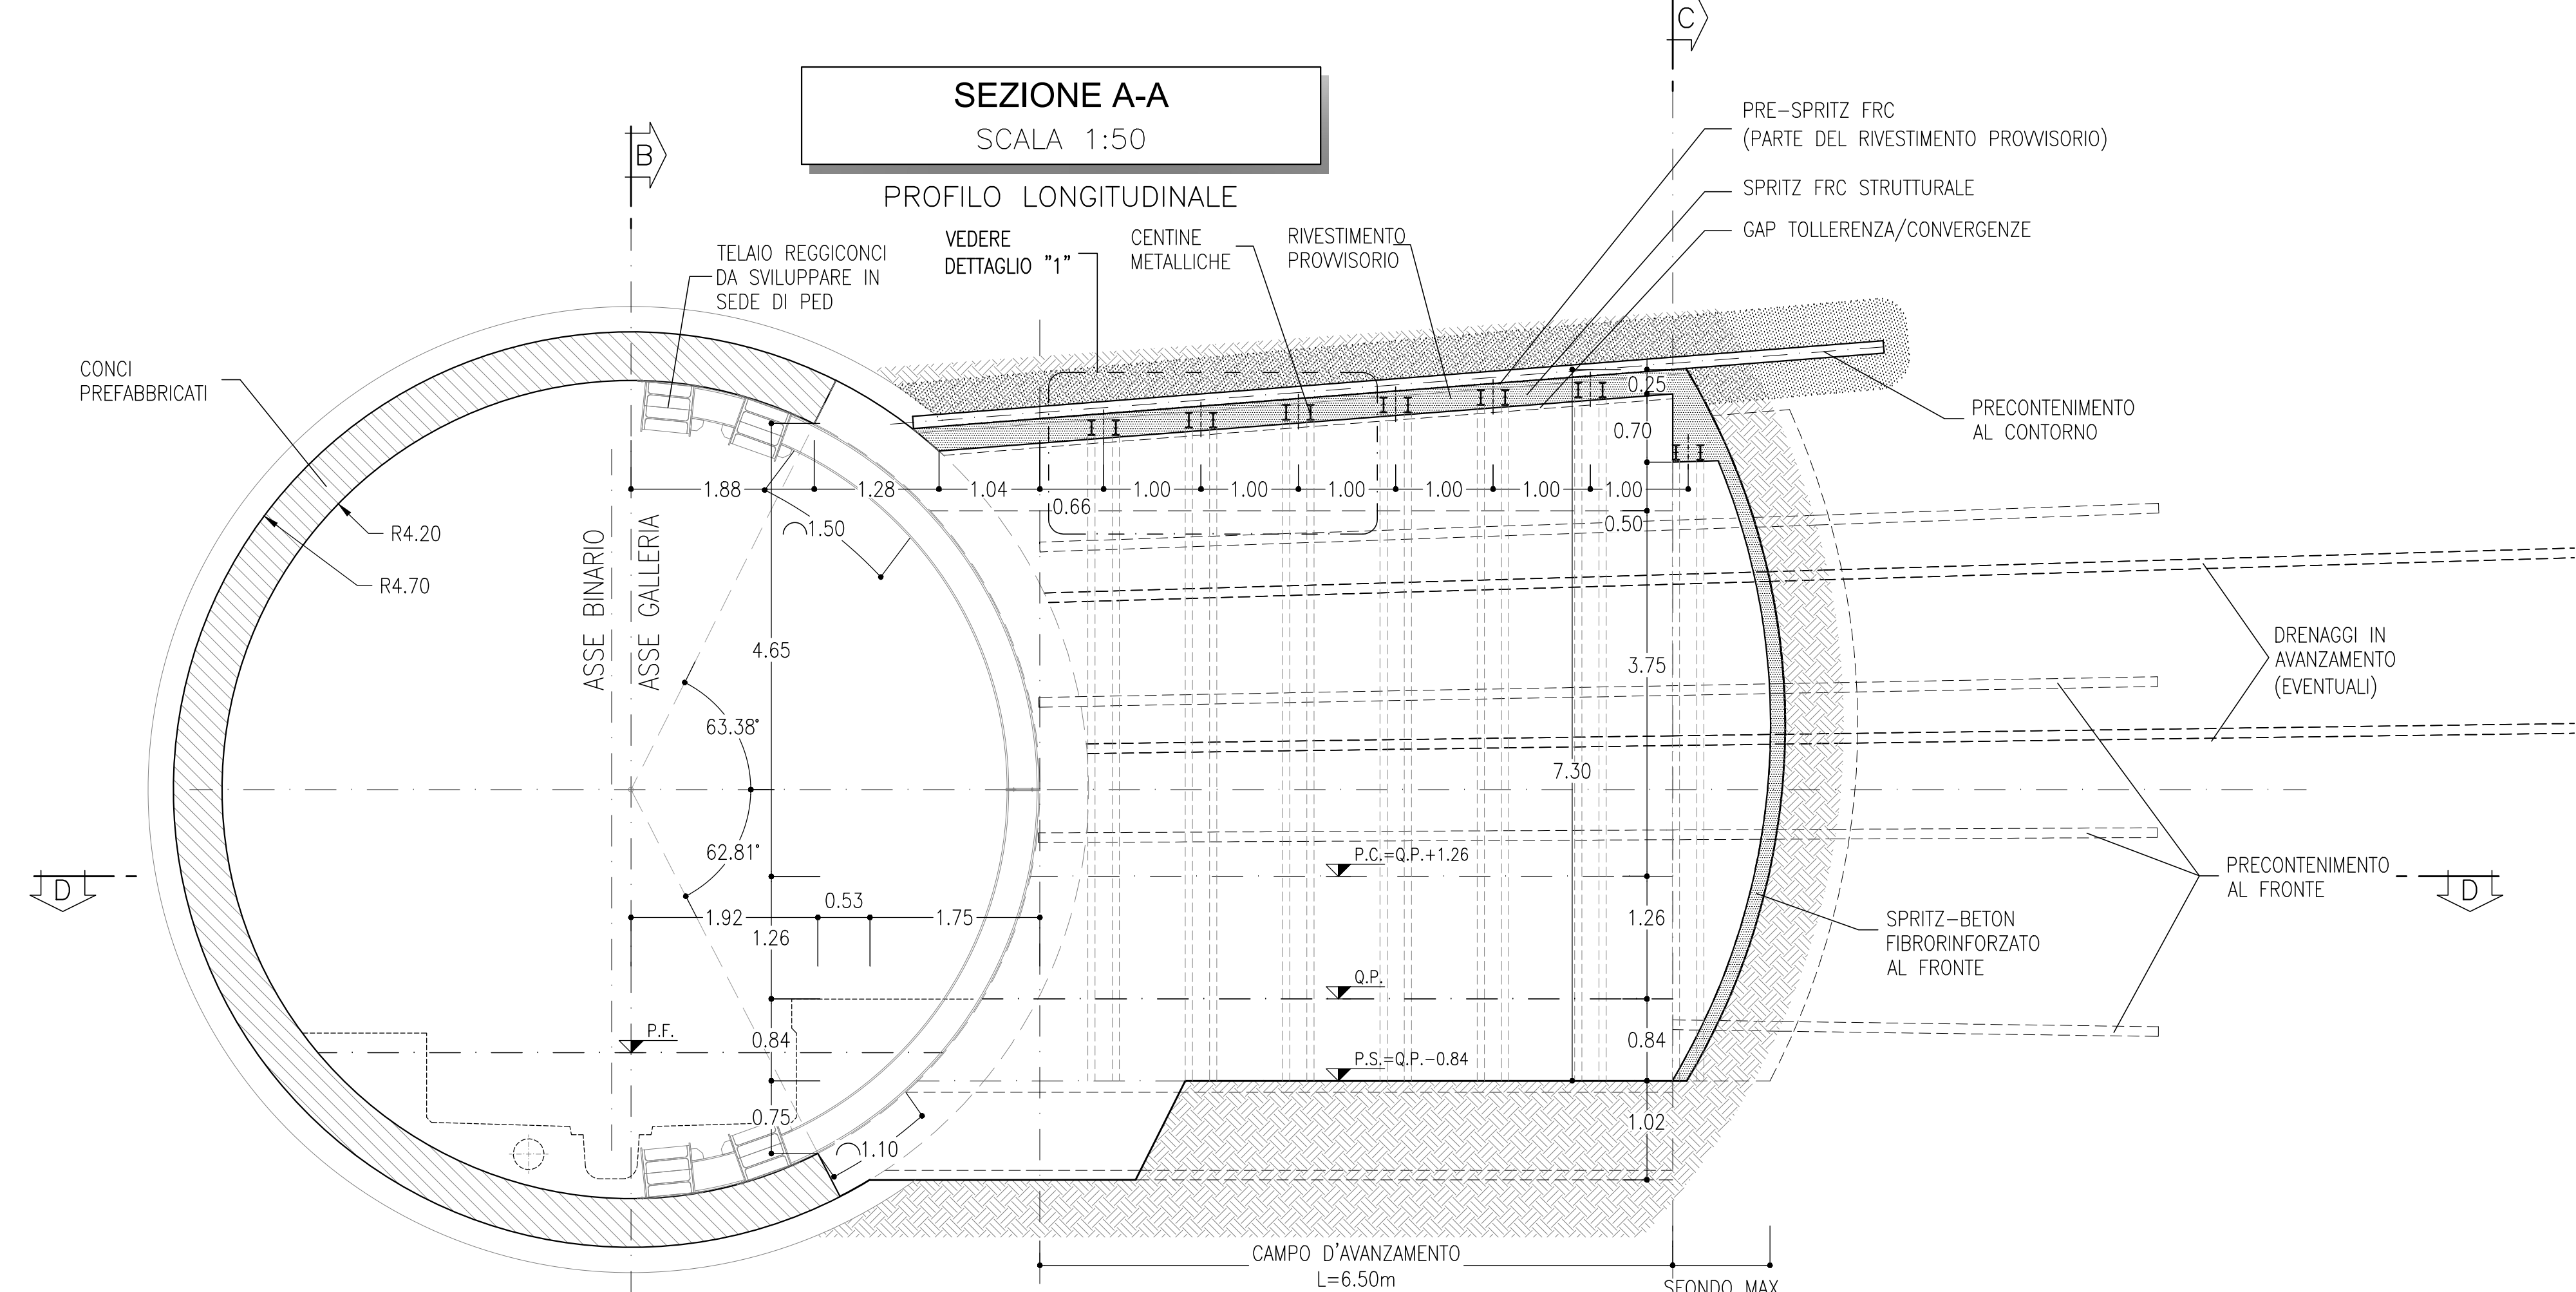 C
SEZIONE A-A
SCALA 1:50
PROFILO LONGITUDINALE
B
PRE-SPRITZ FRC
(PARTE DEL RIVESTIMENTO PROVVISORIO)
SPRITZ FRC STRUTTURALE
GAP TOLLERENZA/CONVERGENZE
TELAIO REGGICONCI
DA SVILUPPARE IN
SEDE DI PED
VEDERE
DETTAGLIO "1"
CENTINE
METALLICHE
RIVESTIMENTO
PROVVISORIO
CONCI
PREFABBRICATI
PRECONTENIMENTO
AL CONTORNO
0.25
0.70
1.88
1.28
1.04
0.66
1.00
1.00
1.00
1.00
1.00
1.00
0.50
1.50
R4.20
R4.70
ASSE BINARIO
ASSE GALLERIA
4.65
3.75
7.30
63.38°
62.81°
DRENAGGI IN
AVANZAMENTO
(EVENTUALI)
D
P.C.=Q.P.+1.26
PRECONTENIMENTO
AL FRONTE
D
1.92
0.53
1.75
1.26
1.26
SPRITZ-BETON
FIBRORINFORZATO
AL FRONTE
Q.P.
P.F.
0.84
0.84
P.S.=Q.P.-0.84
0.75
1.10
1.02
CAMPO D'AVANZAMENTO
L=6.50m
SFONDO MAX